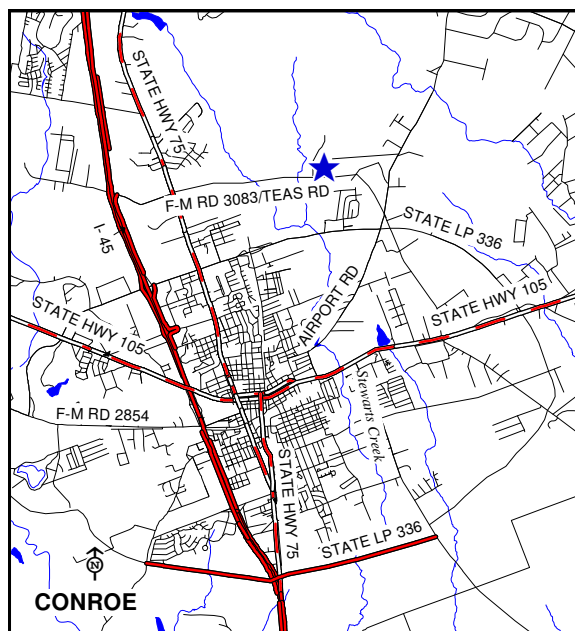 STATE HWY 75
F-M RD 3083/TEAS RD
STATE LP 336
I- 45
AIRPORT RD
STATE HWY 105
STATE HWY 105
Stewarts Creek
F-M RD 2854
STATE HWY 75
STATE LP 336
N
CONROE